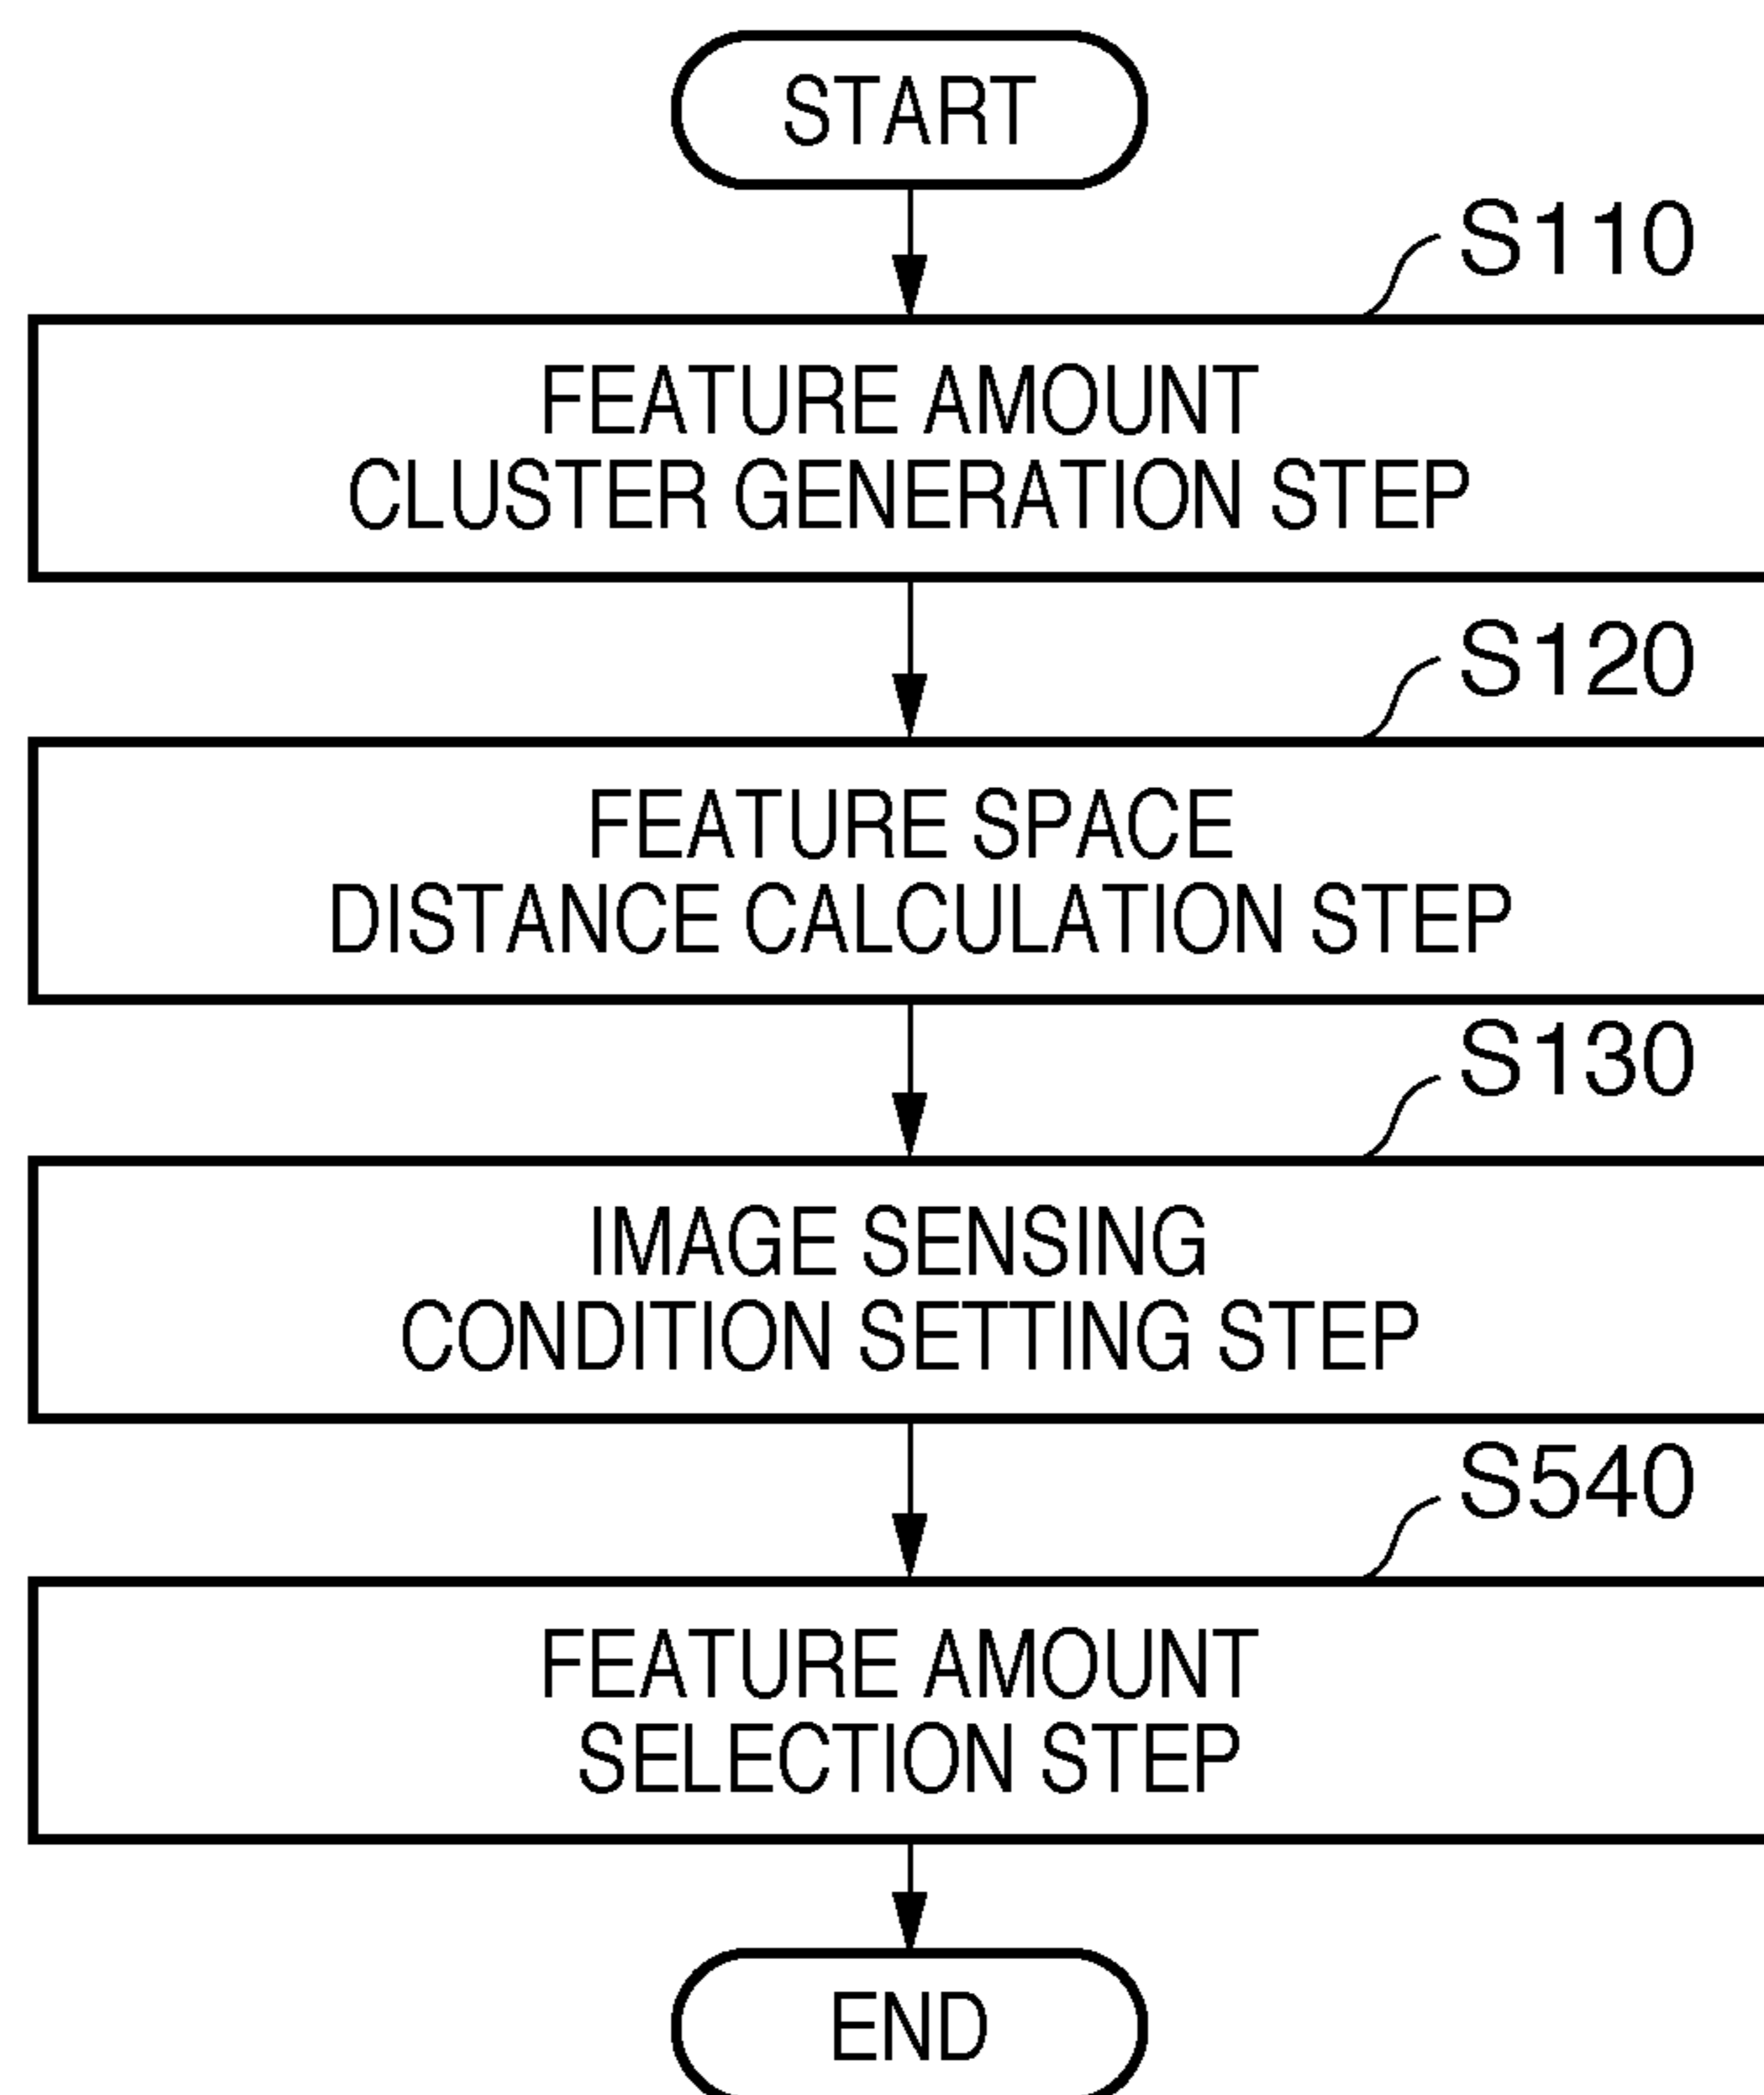 START
S110
FEATURE AMOUNT
CLUSTER GENERATION STEP
S120
FEATURE SPACE
DISTANCE CALCULATION STEP
S130
IMAGE SENSING
CONDITION SETTING STEP
S540
FEATURE AMOUNT
SELECTION STEP
END